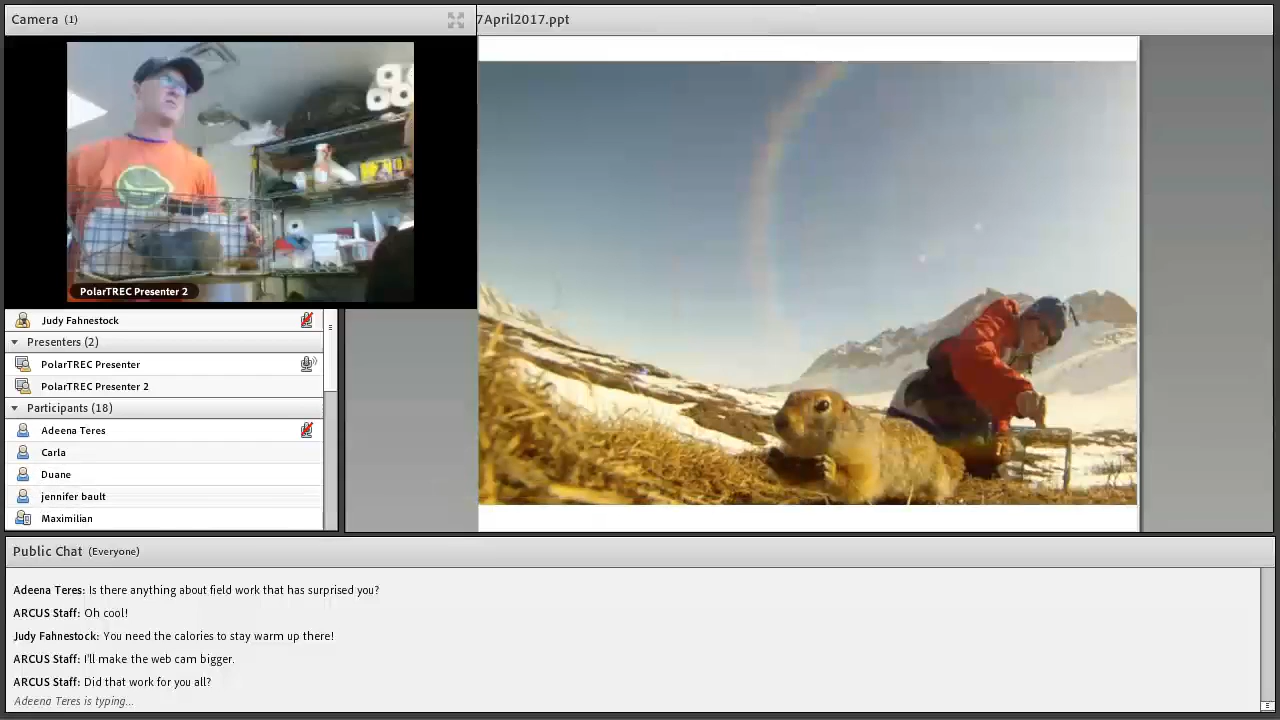 Camera (1)
7April2017.ppt
PolarTREC Presenter 2
Judy Fahnestock
Presenters (2)
PolarTREC Presenter
PolarTREC Presenter 2
Participants (18)
Adeena Teres
Carla
Duane
jennifer bault
Maximilian
Public Chat (Everyone)
Adeena Teres: Is there anything about field work that has surprised you?
ARCUS Staff: Oh cool!
Judy Fahnestock: You need the calories to stay warm up there!
ARCUS Staff: I'll make the web cam bigger.
ARCUS Staff: Did that work for you all?
Adeena Teres is typing...